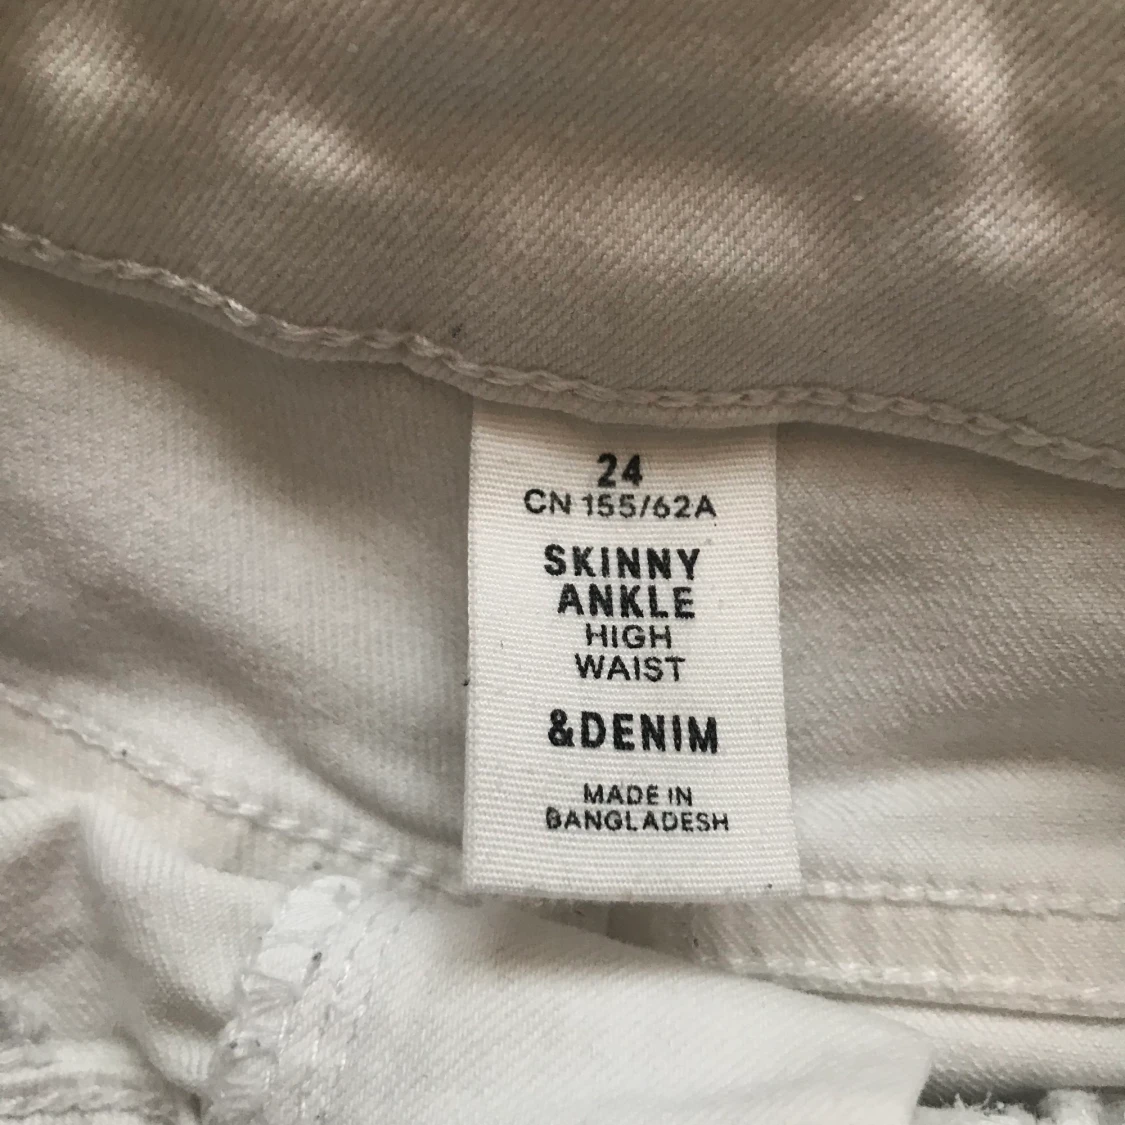 24
CN 155/62A
SKINNY
ANKLE
HIGH
WAIST
&DENIM
MADE IN
BANGLADESH